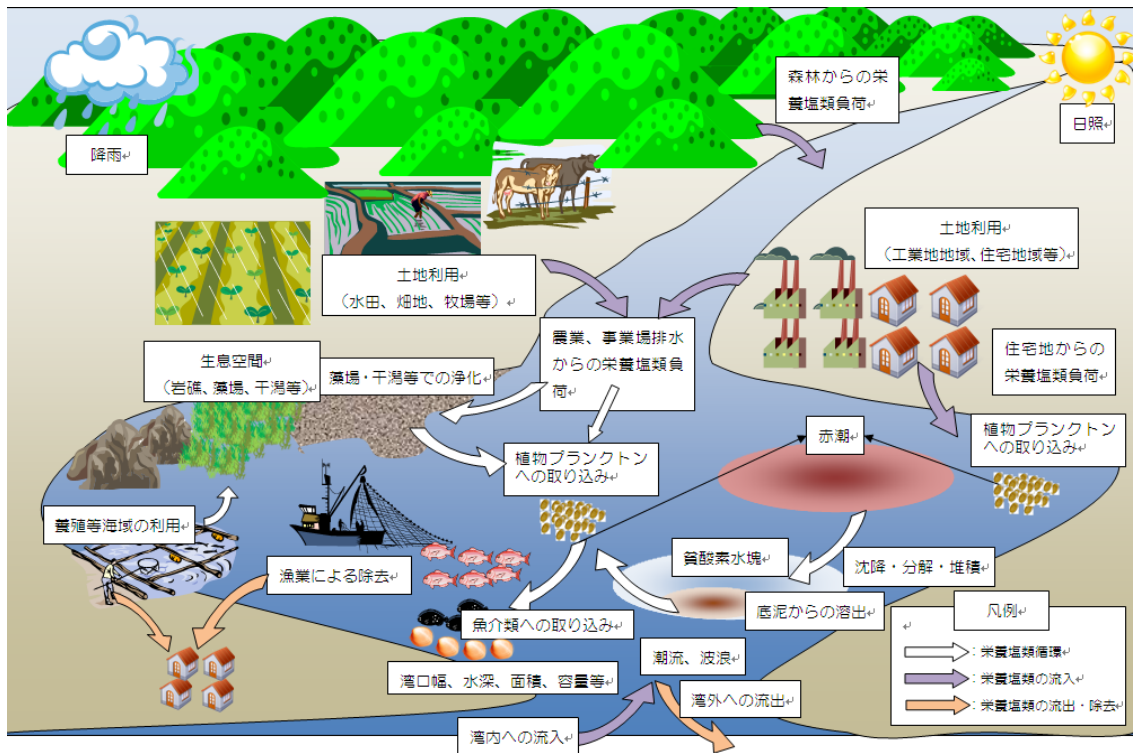 森林からの栄
養塩類負荷
日照
降雨
土地利用
(工業地地域、住宅地域等)
土地利用
(水田、畑地、牧場等)
農業、事業場排水
からの栄養塩類負
荷
住宅地からの
栄養塩類負荷
生息空間
(岩礁、藻場、干潟等)
藻場・干潟等での浄化
赤潮
植物プランクトン
への取り込み
植物プランクトン
への取り込み
養殖等海域の利用
漁業による除去
貧酸素水塊
沈降・分解・堆積
底泥からの溶出
魚介類への取り込み
潮流、波浪
湾口幅、水深、面積、容量等
湾外への流出
湾内への流入
凡例
:栄養塩類循環
:栄養塩類の流入
:栄養塩類の流出・除去